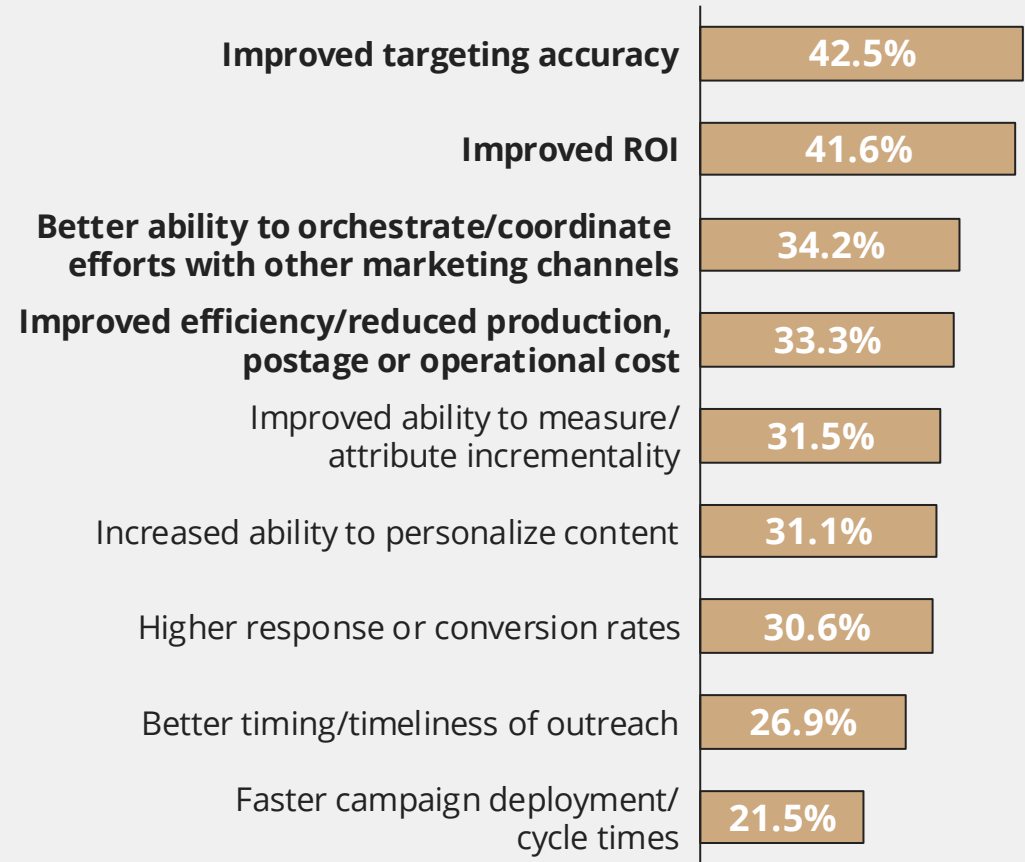 Improved targeting accuracy
42.5%
Improved ROI
41.6%
Better ability to orchestrate/coordinate
efforts with other marketing channels
34.2%
Improved efficiency/reduced production,
postage or operational cost
33.3%
Improved ability to measure/
attribute incrementality
31.5%
Increased ability to personalize content
31.1%
Higher response or conversion rates
30.6%
Better timing/timeliness of outreach
26.9%
Faster campaign deployment/
cycle times
21.5%